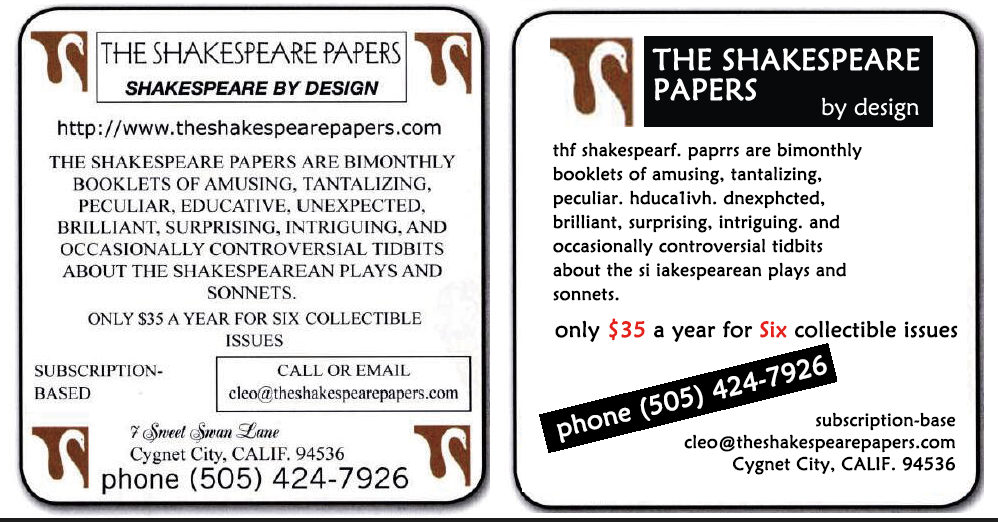 THE SHAKESPEARE PAPERS
SHAKESPEARE BY DESIGN
http://www.theshakespearepapers.com
THE SHAKESPEARE PAPERS ARE BIMONTHLY
BOOKLETS OF AMUSING, TANTALIZING,
PECULIAR, EDUCATIVE, UNEXPECTED,
BRILLIANT, SURPRISING, INTRIGUING, AND
OCCASIONALLY CONTROVERSIAL TIDBITS
ABOUT THE SHAKESPEAREAN PLAYS AND
SONNETS.
ONLY $35 A YEAR FOR SIX COLLECTIBLE
ISSUES
SUBSCRIPTION-
BASED
CALL OR EMAIL
cleo@theshakespearepapers.com
7 Sweet Swan Lane
Cygnet City, CALIF. 94536
phone (505) 424-7926
THE SHAKESPEARE
PAPERS
by design
thf shakespearf. paprrs are bimonthly
booklets of amusing, tantalizing,
peculiar. hduca1ivh. dnexphcted,
brilliant, surprising, intriguing. and
occasionally controversial tidbits
about the si iakespearean plays and
sonnets.
only $35 a year for Six collectible issues
phone (505) 424-7926
subscription-base
cleo@theshakespearepapers.com
Cygnet City, CALIF. 94536